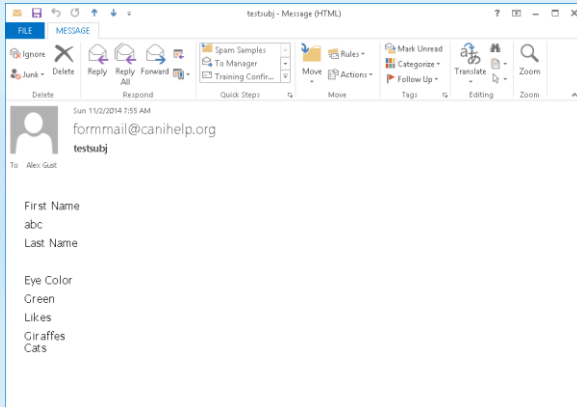 testsubj - Message (HTML)
FILE MESSAGE
Ignore
Junk
Delete
Reply
Reply All
Forward
Spam Samples
To Manager
Training Confir...
Move
Rules
Actions
Mark Unread
Categorize
Follow Up
Translate
Zoom
Delete Respond Quick Steps Move Tags Editing Zoom
Sun 11/2/2014 7:55 AM
formmail@canihelp.org
testsubj
To Alex Gust
First Name
abc
Last Name
Eye Color
Green
Likes
Giraffes
Cats